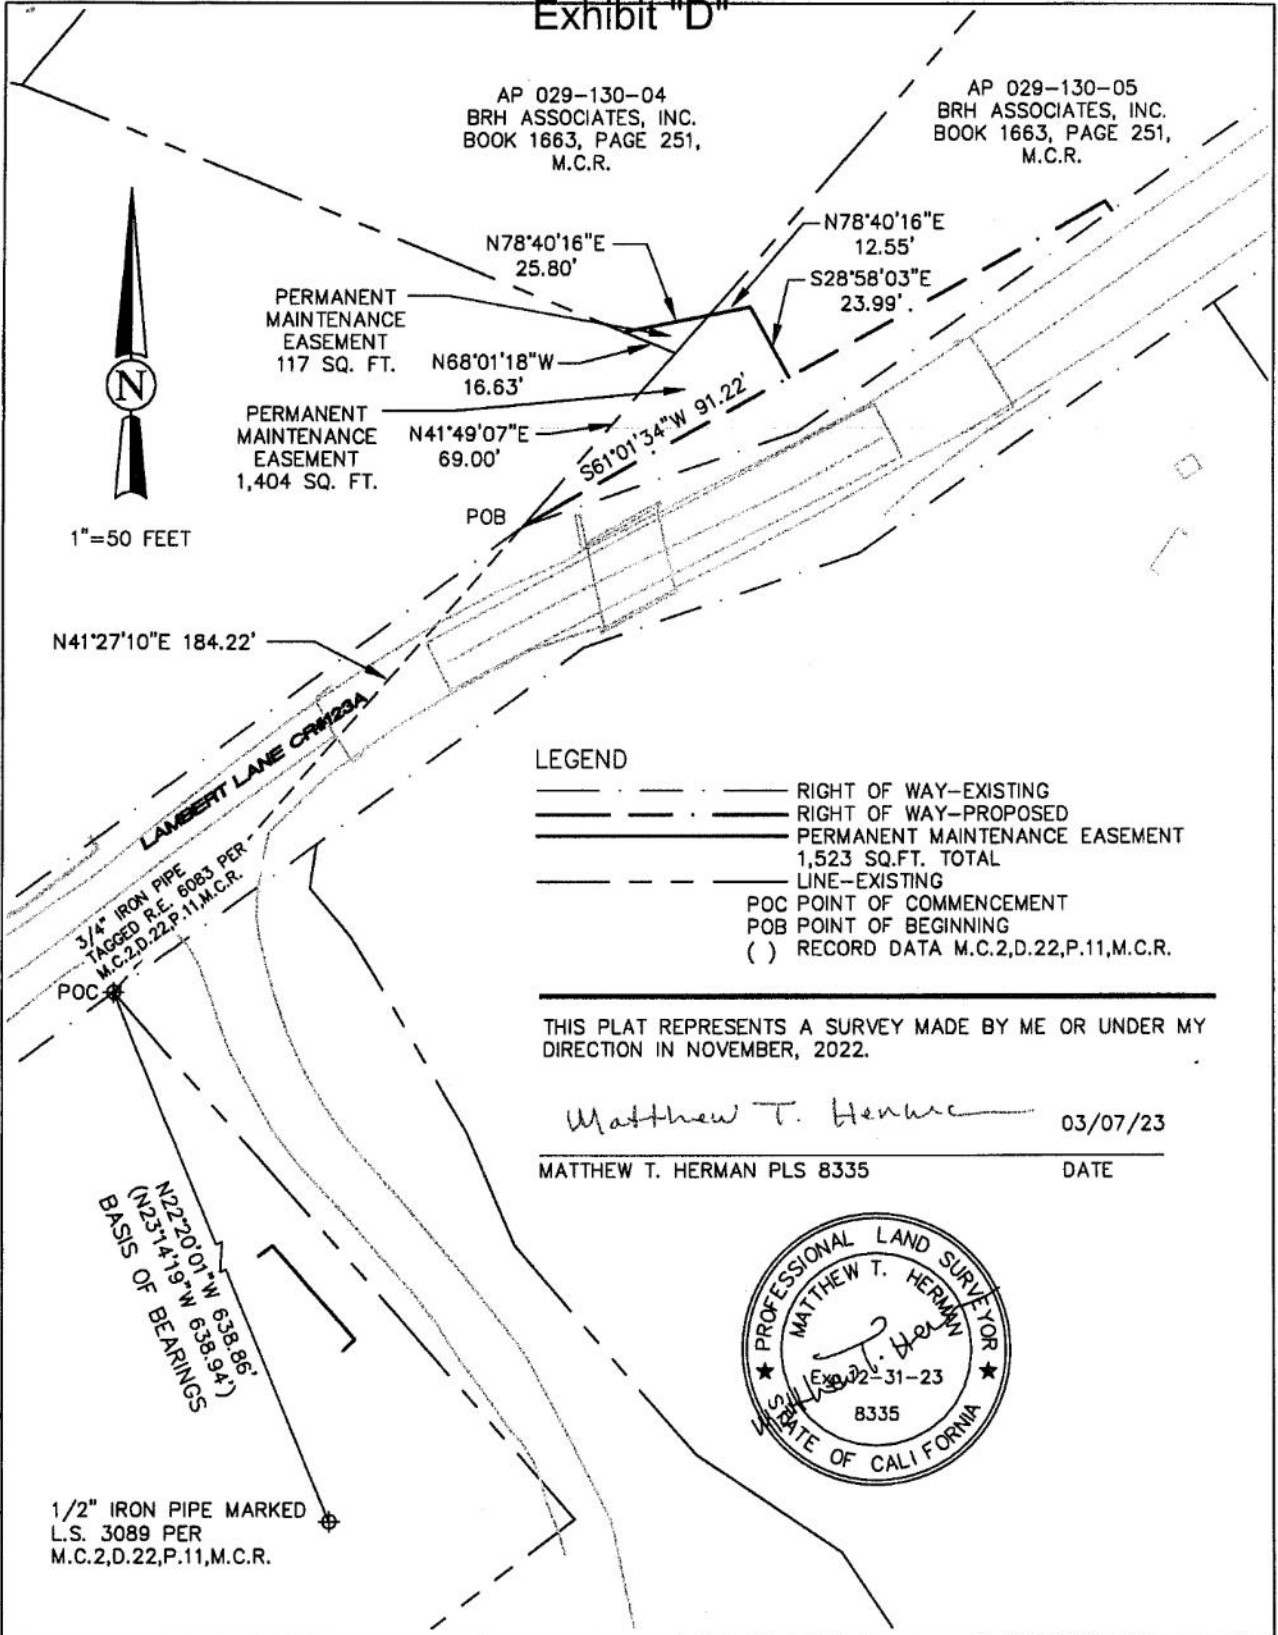 Exhibit "D"
AP 029-130-04
BRH ASSOCIATES, INC.
BOOK 1663, PAGE 251,
M.C.R.
AP 029-130-05
BRH ASSOCIATES, INC.
BOOK 1663, PAGE 251,
M.C.R.
N78°40'16"E
25.80'
N78°40'16"E
12.55'
S28°58'03"E
23.99'
PERMANENT
MAINTENANCE
EASEMENT
117 SQ. FT.
N68°01'18"W
16.63'
PERMANENT
MAINTENANCE
EASEMENT
1,404 SQ. FT.
N41°49'07"E
69.00'
S61°01'34"W 91.22'
POB
N
1"=50 FEET
N41°27'10"E 184.22'
LAMBERT LANE CR#123A
3/4" IRON PIPE
TAGGED R.E. 6083 PER
M.C.2,D.22,P.11,M.C.R.
POC
LEGEND
RIGHT OF WAY-EXISTING
RIGHT OF WAY-PROPOSED
PERMANENT MAINTENANCE EASEMENT
1,523 SQ.FT. TOTAL
LINE-EXISTING
POC POINT OF COMMENCEMENT
POB POINT OF BEGINNING
( ) RECORD DATA M.C.2,D.22,P.11,M.C.R.
THIS PLAT REPRESENTS A SURVEY MADE BY ME OR UNDER MY
DIRECTION IN NOVEMBER, 2022.
Matthew T. Herman
03/07/23
MATTHEW T. HERMAN PLS 8335
DATE
N22°20'01"W 638.86'
(N23°14'19"W 638.94')
BASIS OF BEARINGS
PROFESSIONAL LAND SURVEYOR
MATTHEW T. HERMAN
Matthew T. Herman
Exp.12-31-23
8335
STATE OF CALIFORNIA
1/2" IRON PIPE MARKED
L.S. 3089 PER
M.C.2,D.22,P.11,M.C.R.